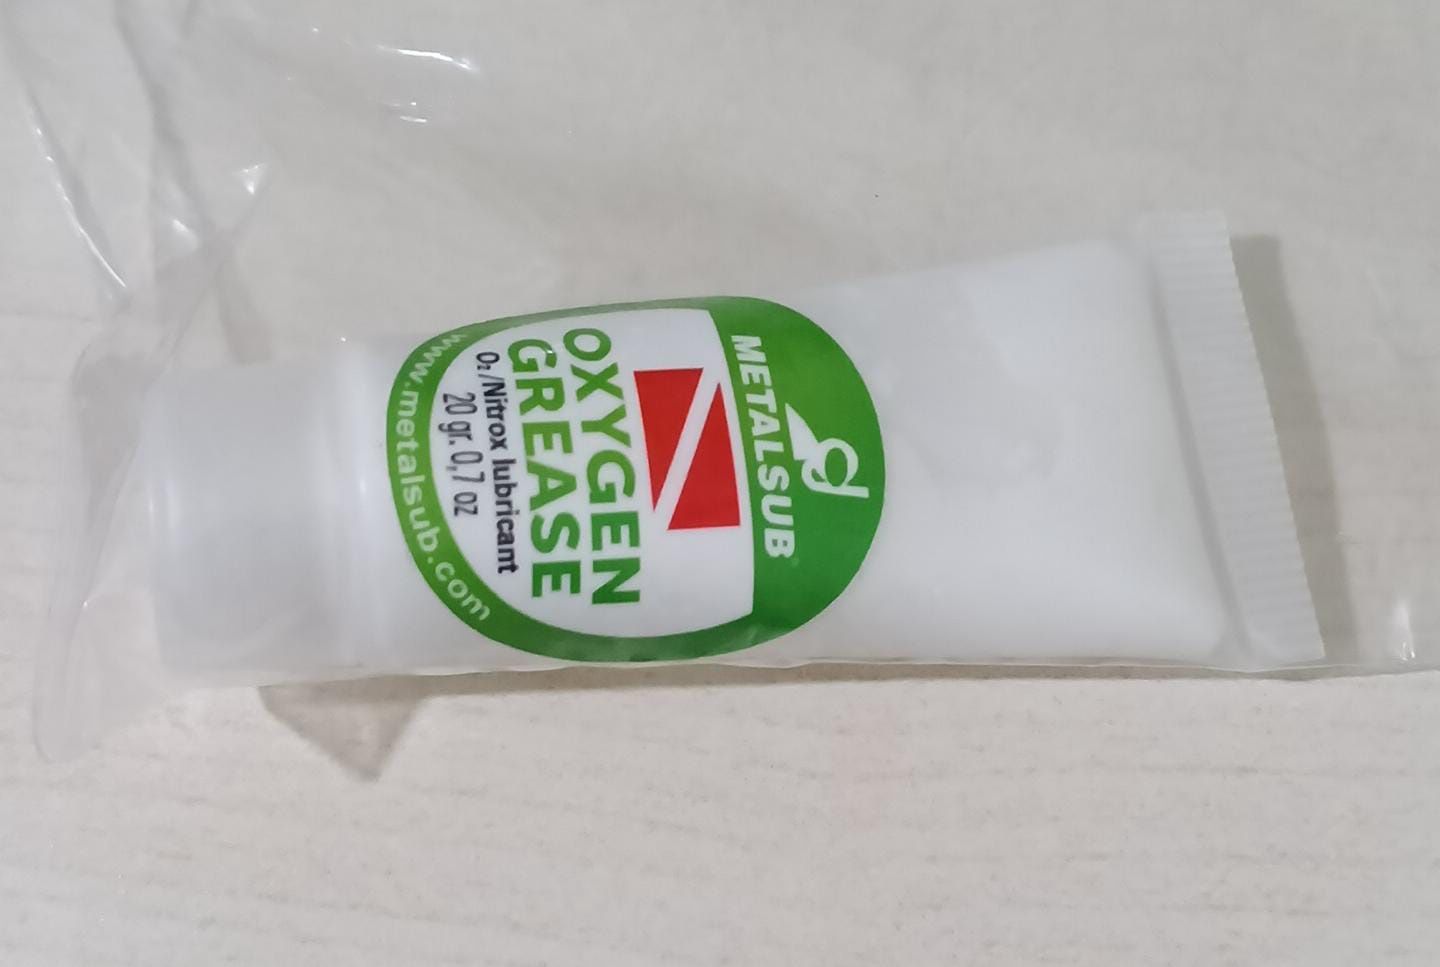 METALSUB
OXYGEN
GREASE
O₂/Nitrox lubricant
20 gr. 0,7 oz
www.metalsub.com